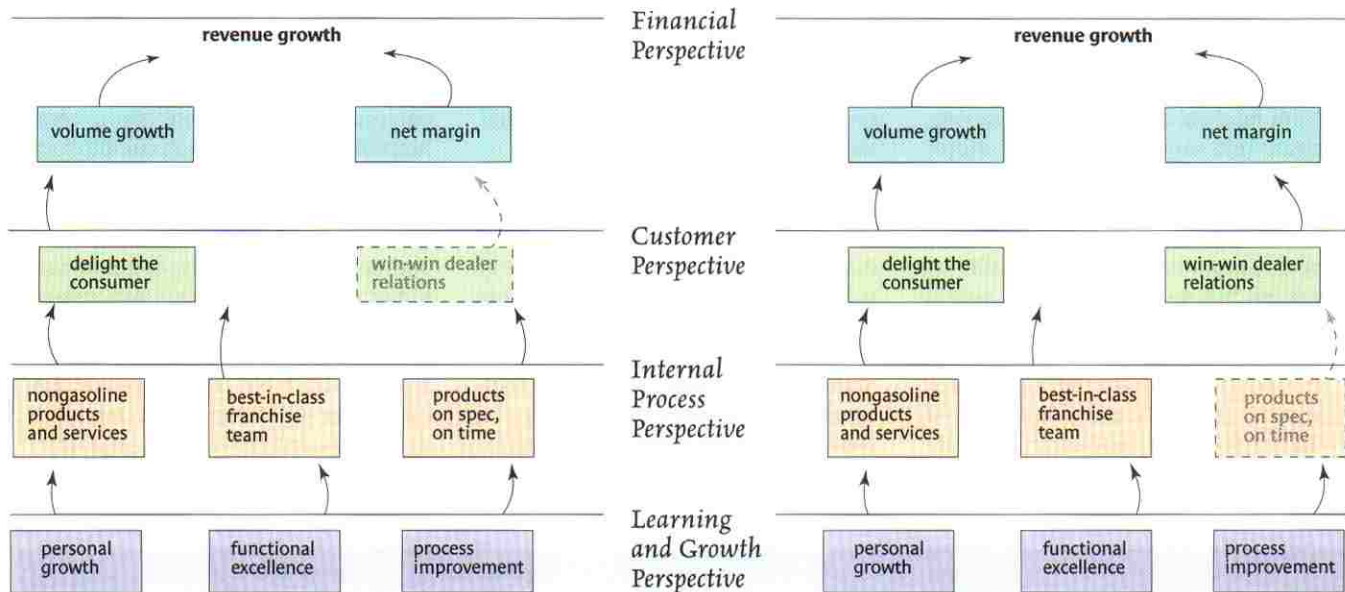 revenue growth
volume growth
net margin
delight the
consumer
win-win dealer
relations
nongasoline
products
and services
best-in-class
franchise
team
products
on spec,
on time
personal
growth
functional
excellence
process
improvement
Financial
Perspective
Customer
Perspective
Internal
Process
Perspective
Learning
and Growth
Perspective
revenue growth
volume growth
net margin
delight the
consumer
win-win dealer
relations
nongasoline
products
and services
best-in-class
franchise
team
products
on spec,
on time
personal
growth
functional
excellence
process
improvement